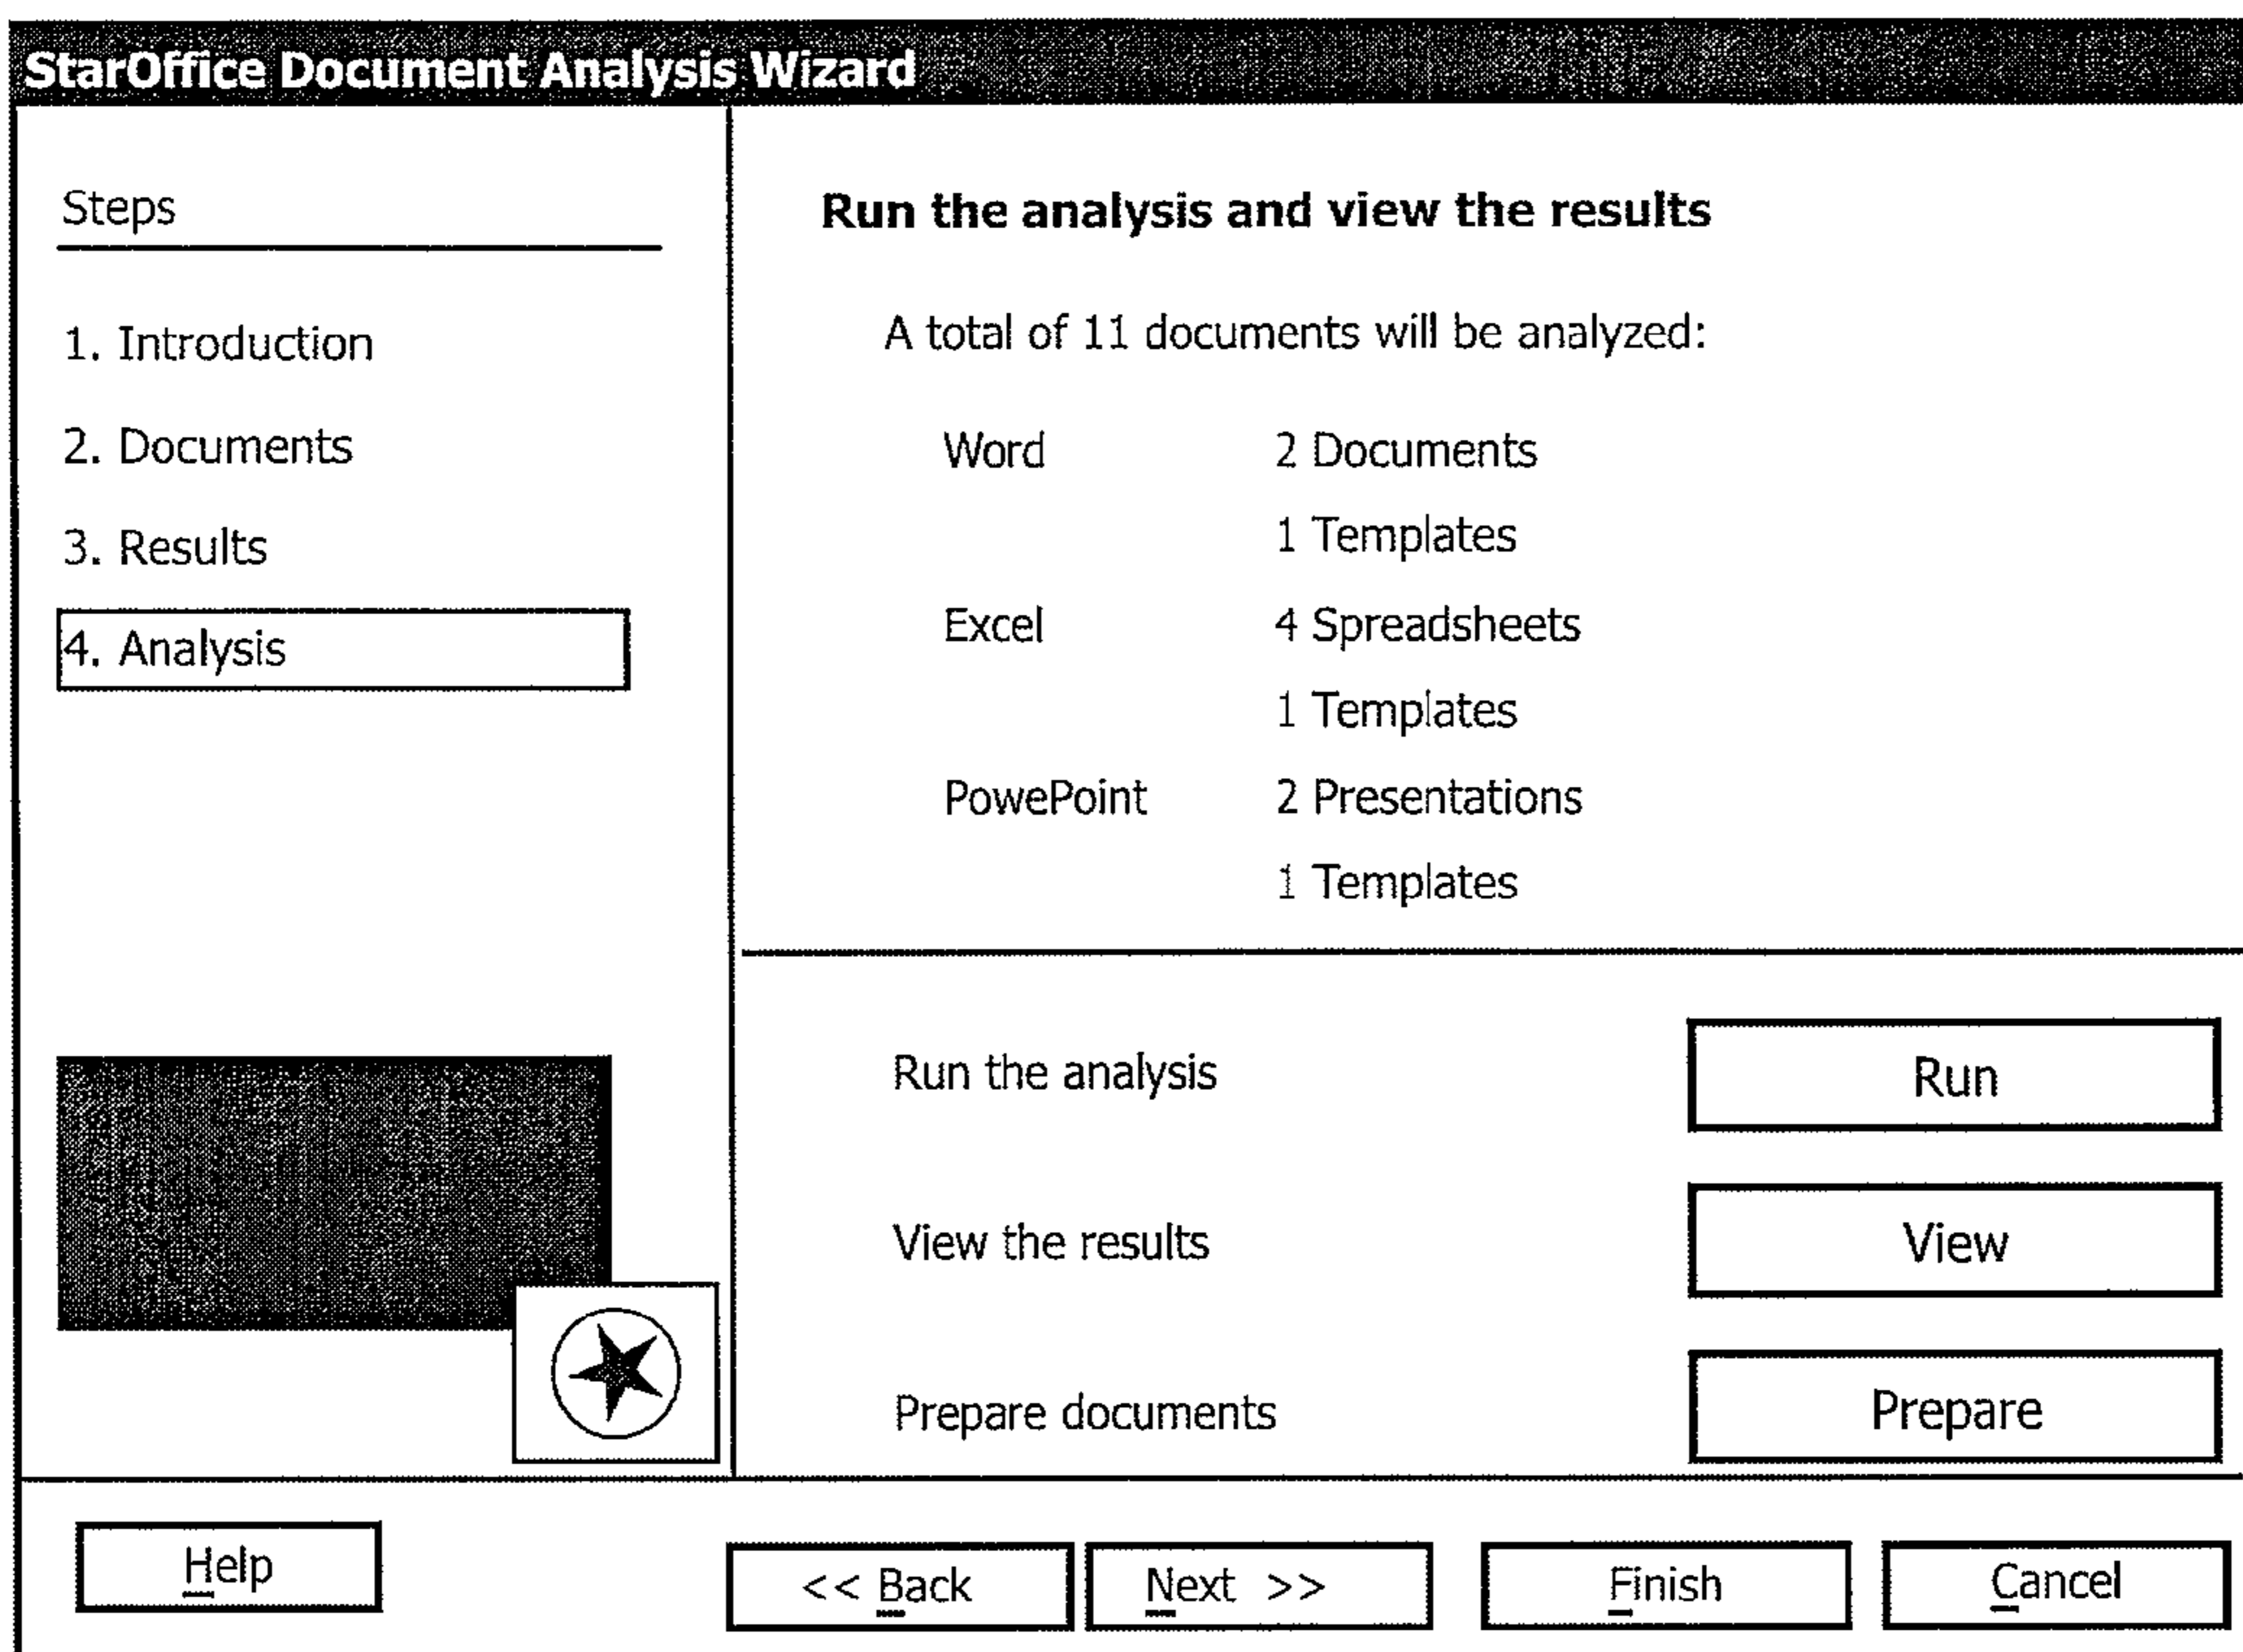 StarOffice Document Analysis Wizard
Steps
1. Introduction
2. Documents
3. Results
4. Analysis
Run the analysis and view the results
A total of 11 documents will be analyzed:
Word 2 Documents
1 Templates
Excel 4 Spreadsheets
1 Templates
PowePoint 2 Presentations
1 Templates
Run the analysis Run
View the results View
Prepare documents Prepare
Help << Back Next >> Finish Cancel